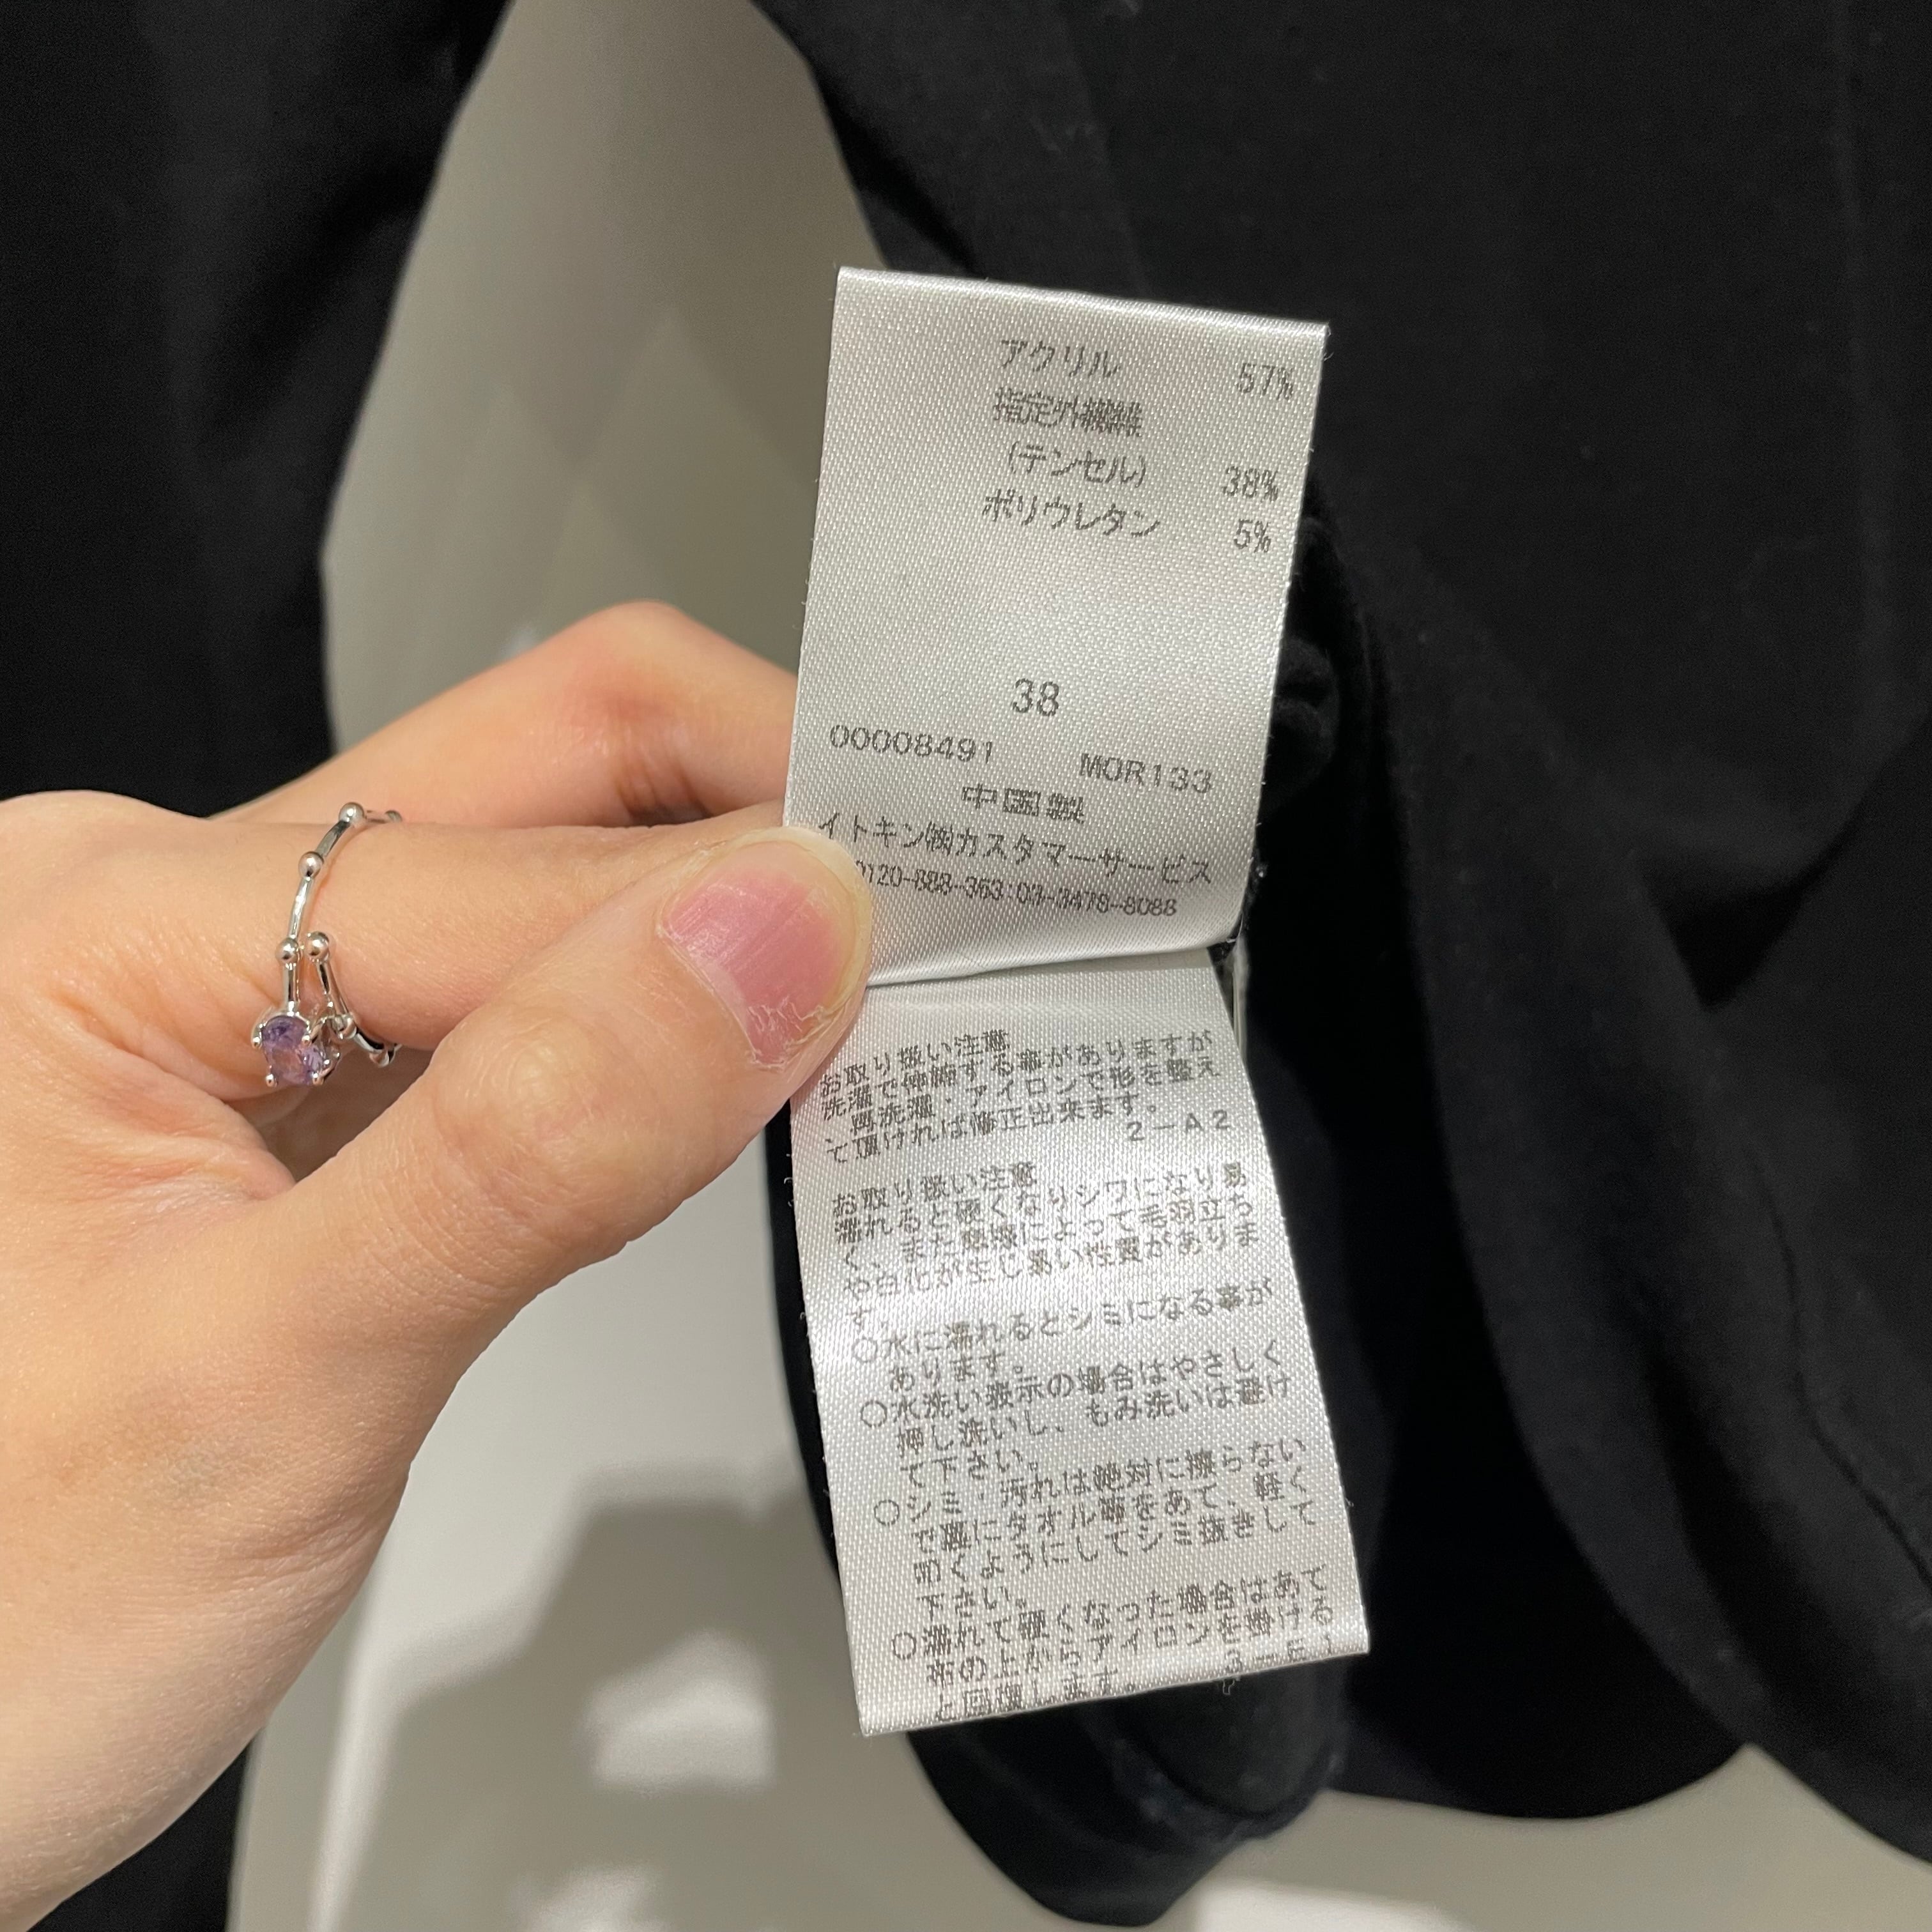 アクリル 57%
指定外繊維
(テンセル) 38%
ポリウレタン 5%
38
00008491 MOR133
中国製
イトキン㈱カスタマーサービス
0120-888-363:03-3478-8088
お取り扱い注意
洗濯で伸縮する事がありますが
再洗濯・アイロンで形を整え
て頂ければ修正出来ます。
2-A2
お取り扱い注意
濡れると硬くなりシワになり易
く、また摩擦によって毛羽立ち
や白化が生じ易い性質がありま
す。
○水に濡れるとシミになる事が
あります。
○水洗い表示の場合はやさしく
押し洗いし、もみ洗いは避け
て下さい。
○シミ・汚れは絶対に擦らない
で裏にタオル等をあて、軽く
叩くようにしてシミ抜きして
下さい。
○濡れて硬くなった場合はあて
布の上からアイロンを掛ける
と回復します。 3-E1